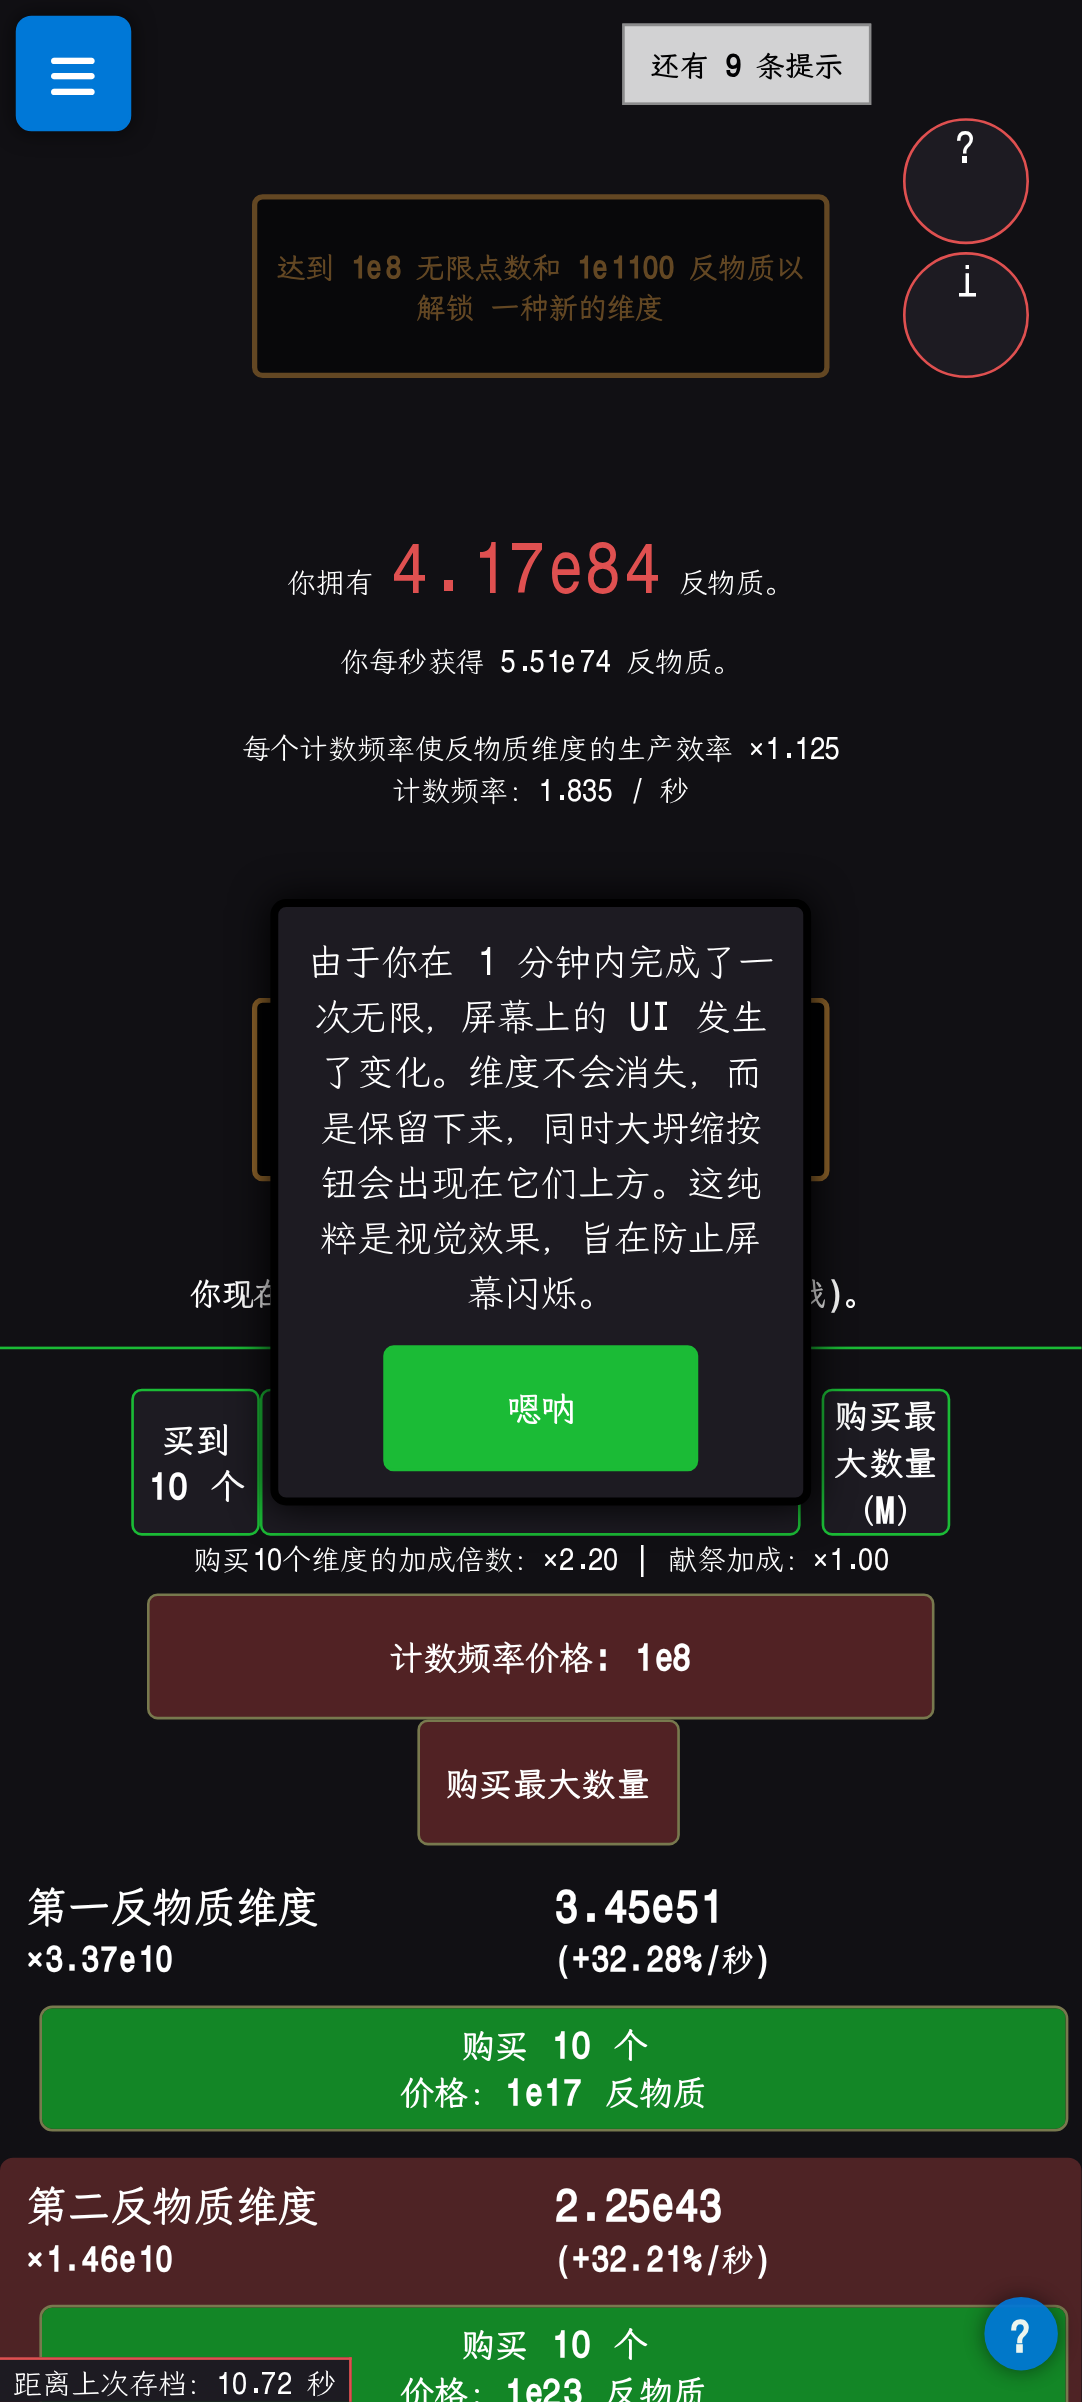 还有 9 条提示
?
i
达到 1e8 无限点数和 1e1100 反物质以
解锁 一种新的维度
你拥有 4.17e84 反物质。
你每秒获得 5.51e74 反物质。
每个计数频率使反物质维度的生产效率 ×1.125
计数频率: 1.835 / 秒
由于你在 1 分钟内完成了一
次无限, 屏幕上的 UI 发生
了变化。维度不会消失, 而
是保留下来, 同时大坍缩按
钮会出现在它们上方。这纯
粹是视觉效果, 旨在防止屏
幕闪烁。
嗯呐
你现在
)。
买到
10 个
购买最
大数量
(M)
购买10个维度的加成倍数: ×2.20 | 献祭加成: ×1.00
计数频率价格: 1e8
购买最大数量
第一反物质维度 3.45e51
×3.37e10 (+32.28%/秒)
购买 10 个
价格: 1e17 反物质
第二反物质维度 2.25e43
×1.46e10 (+32.21%/秒)
购买 10 个
价格: 1e23 反物质
?
距离上次存档: 10.72 秒